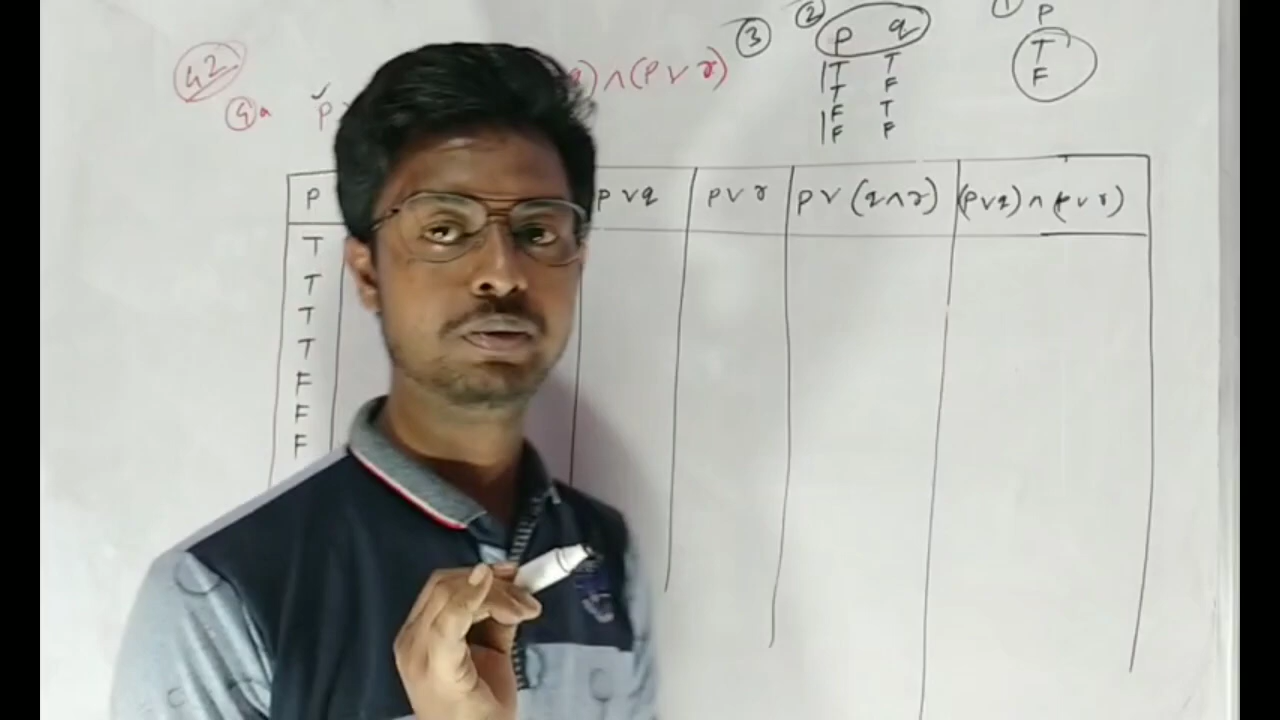 42
4a p ) ∧ (p ∨ r)
③ ② p q
T T
T F
F T
F F
① p
T
F
p p∨q p∨r p∨(q∧r) (p∨q)∧(p∨r)
T
T
T
T
F
F
F